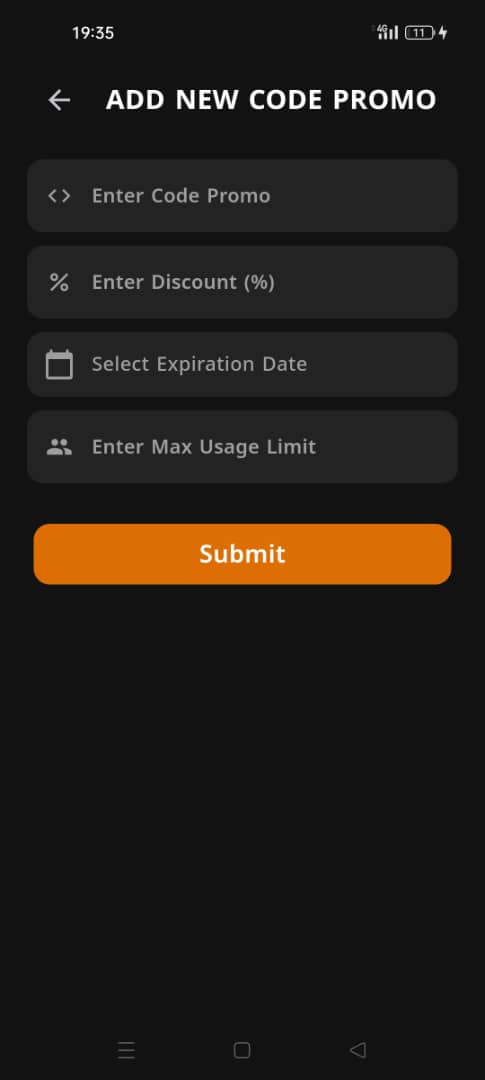 19:35
4G
11
ADD NEW CODE PROMO
Enter Code Promo
Enter Discount (%)
Select Expiration Date
Enter Max Usage Limit
Submit